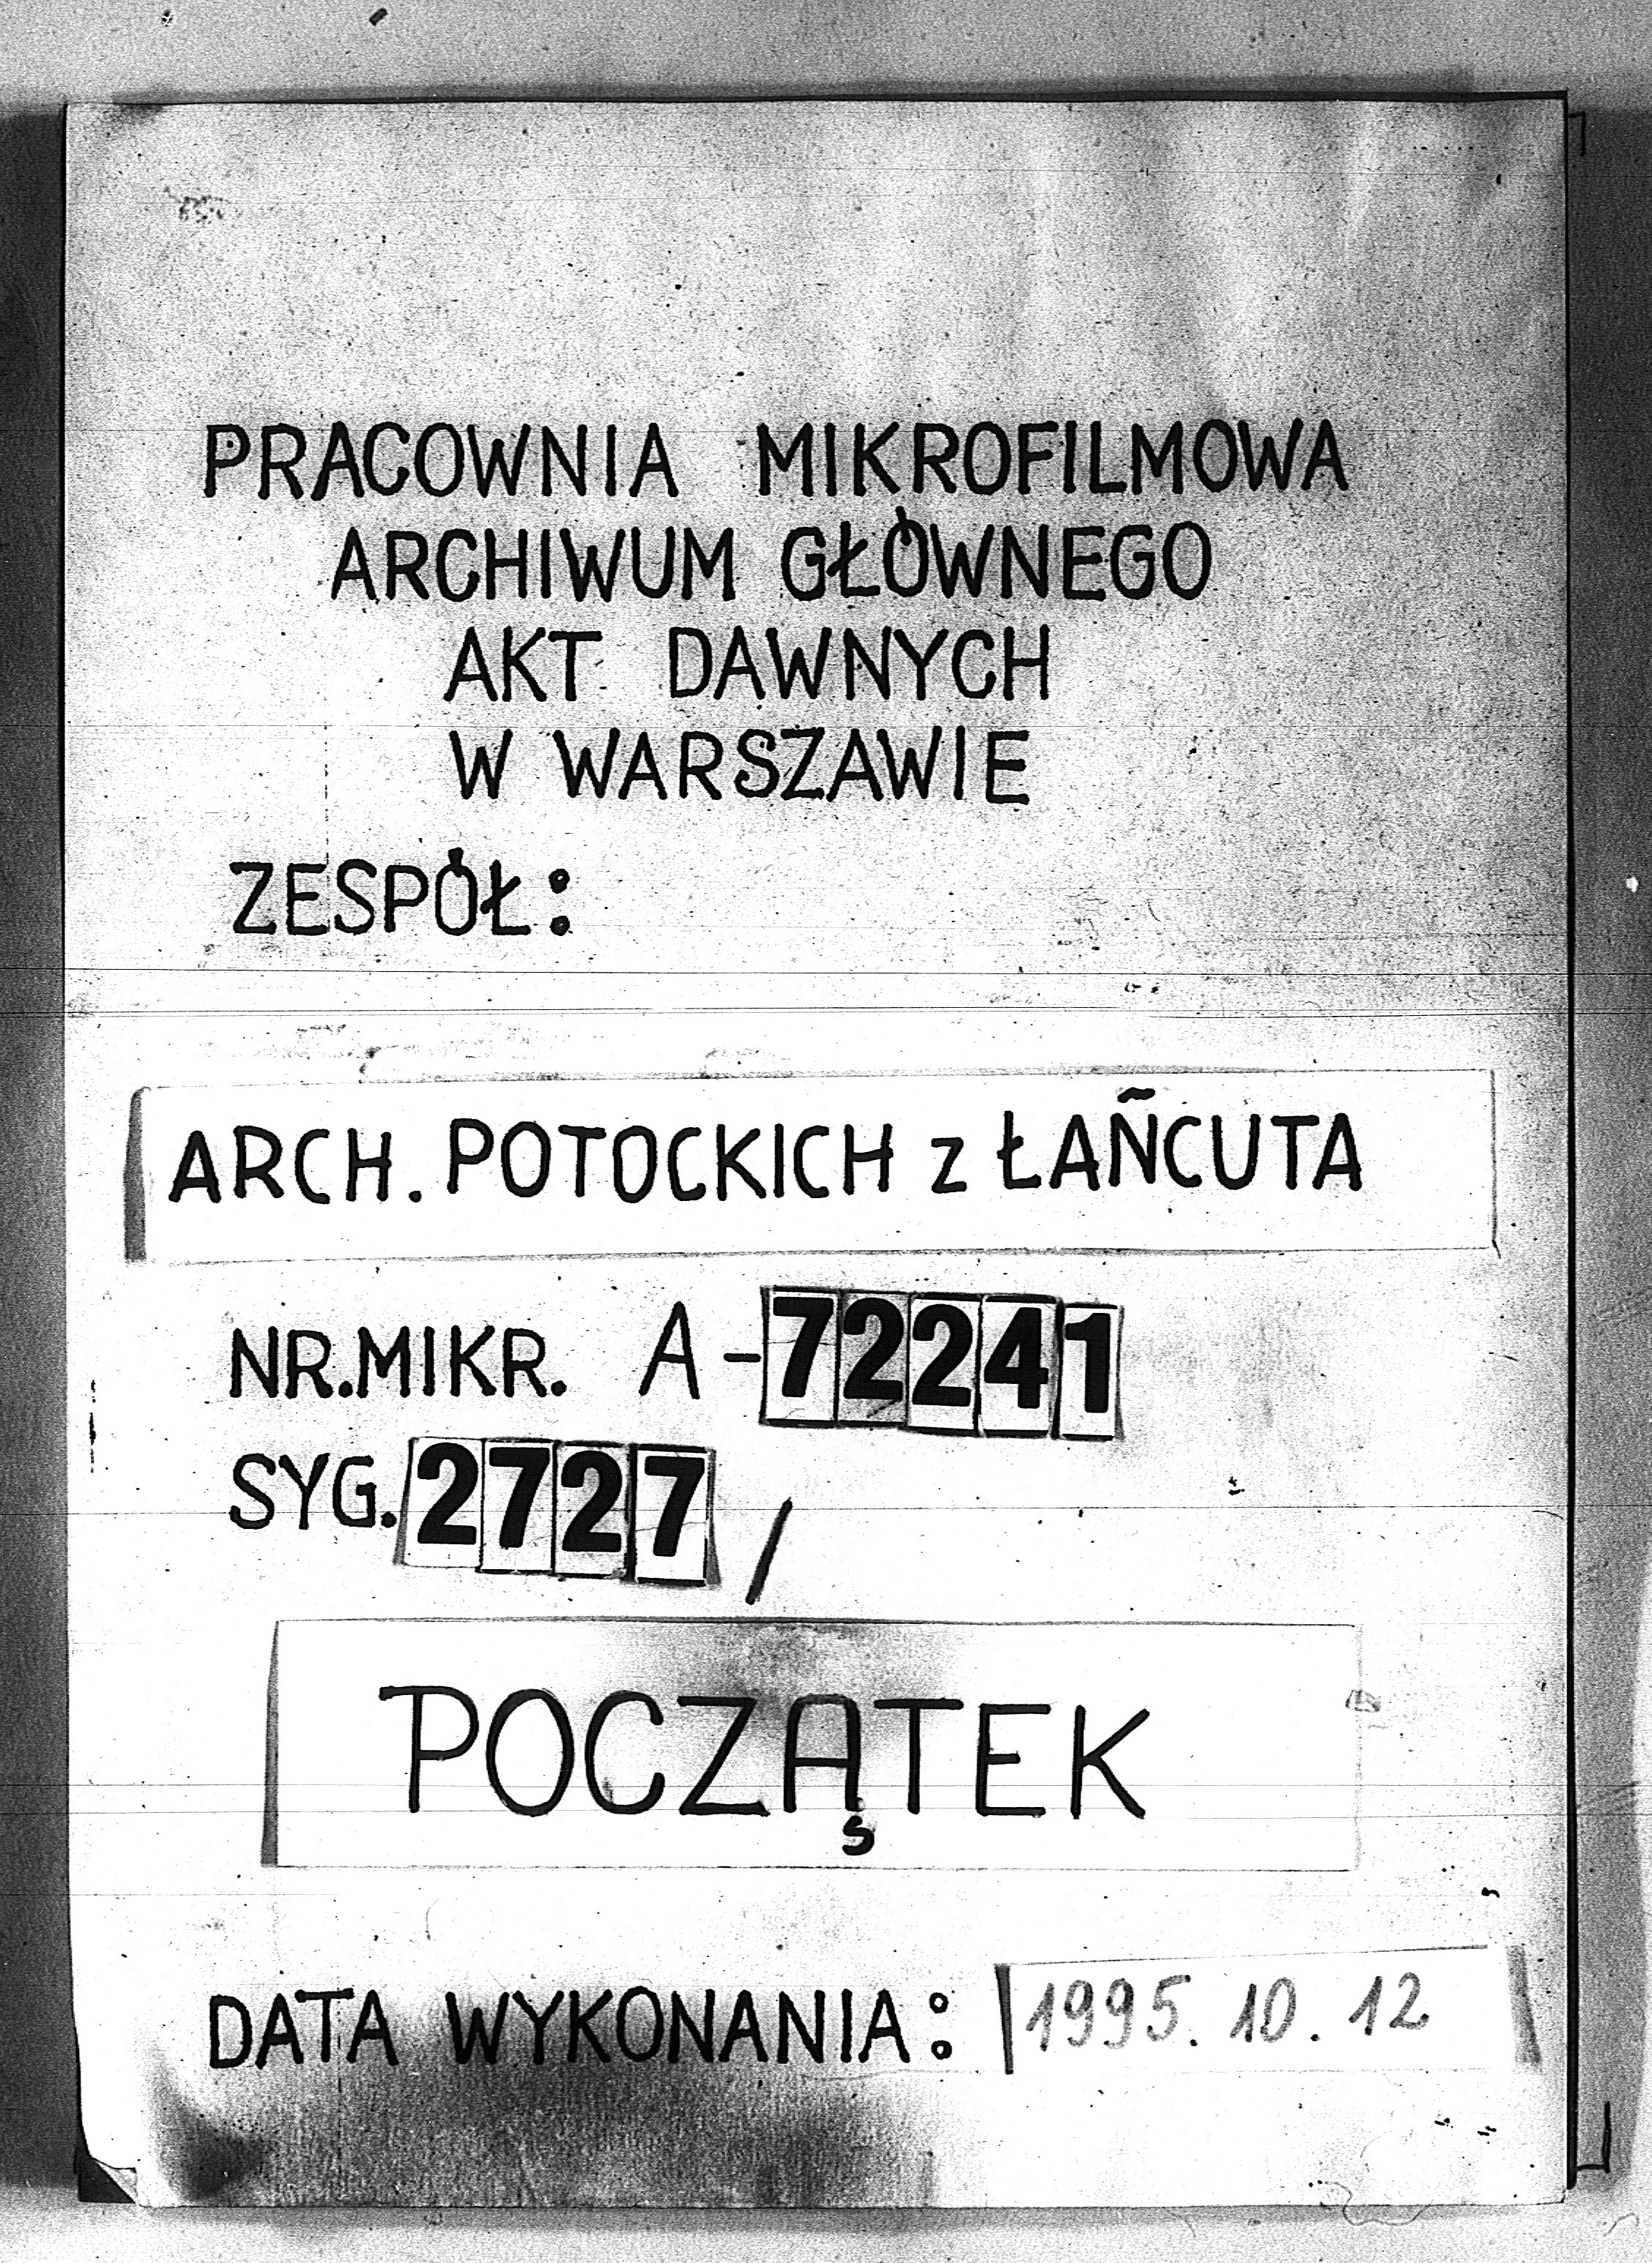 PRACOWNIA MIKROFILMOWA
ARCHIWUM GŁÓWNEGO
AKT DAWNYCH
W WARSZAWIE
ZESPÓŁ:
ARCH. POTOCKICH z ŁAŃCUTA
NR.MIKR. A-72241
SYG. 2727 /
POCZĄTEK
DATA WYKONANIA: 1995.10.12